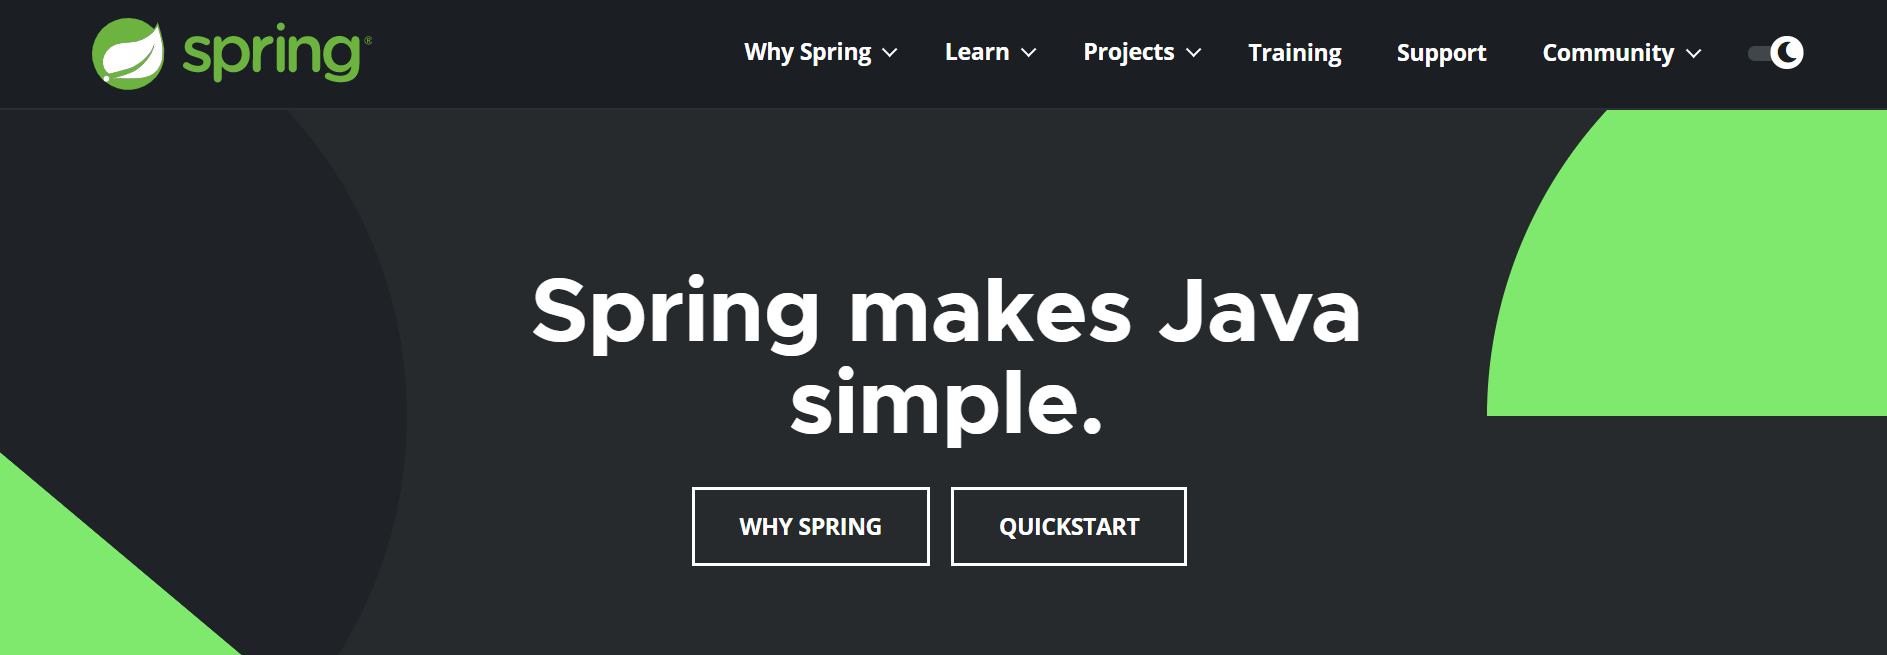 spring®
Why Spring Learn Projects Training Support Community
Spring makes Java
simple.
WHY SPRING QUICKSTART